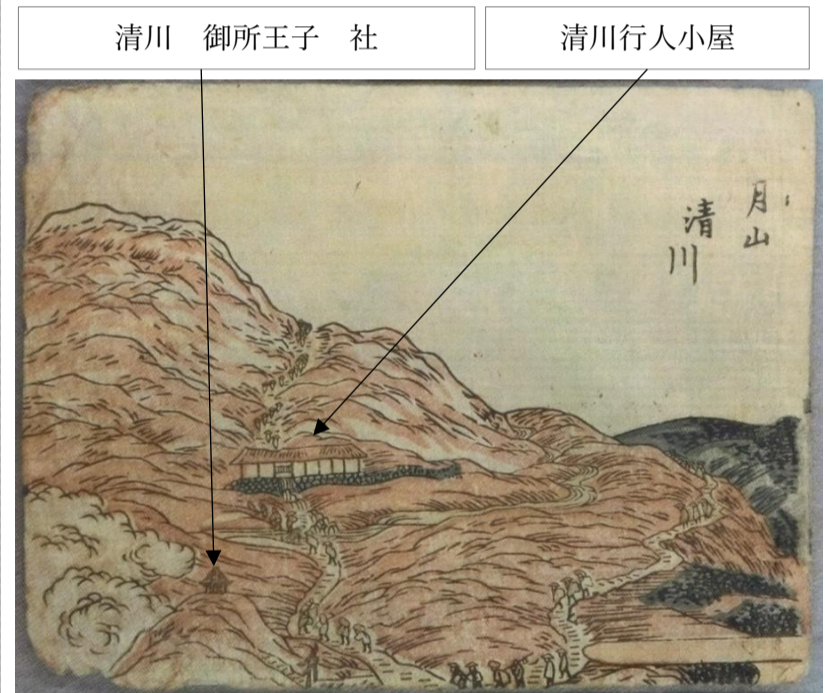 清川　御所王子　社
清川行人小屋
月山
清川